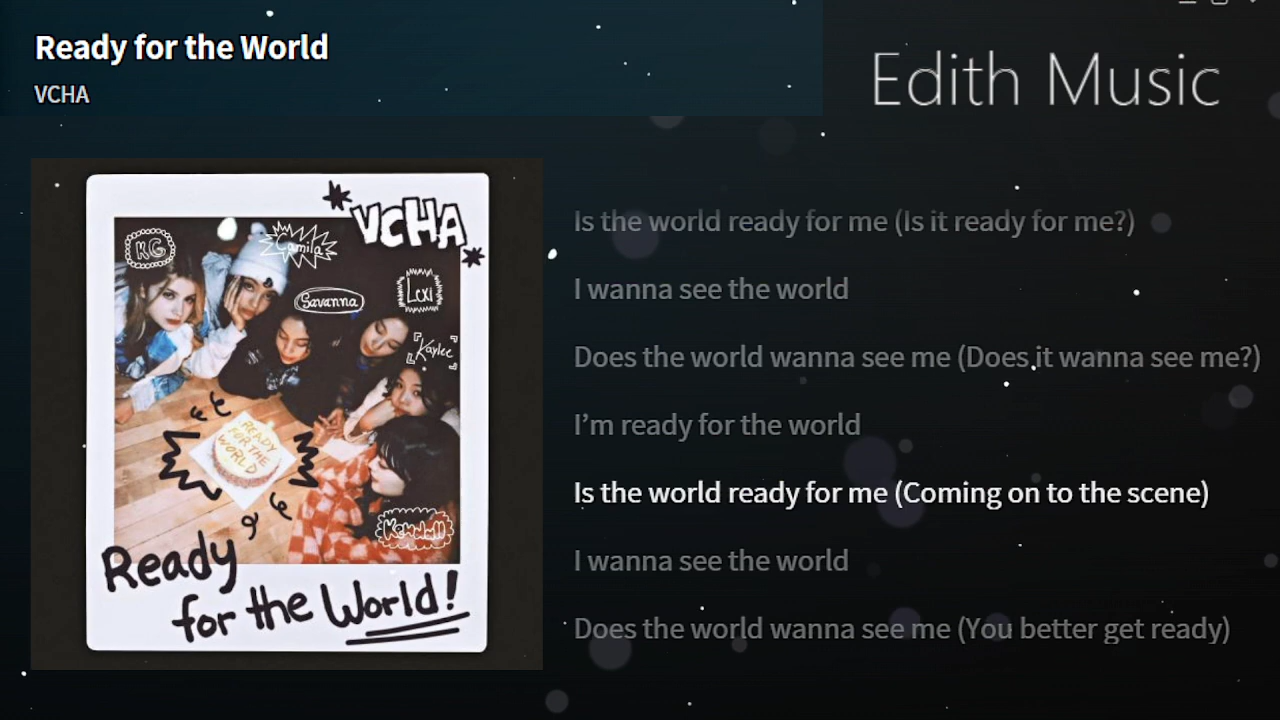 Ready for the World
VCHA
Edith Music
VCHA
KG
Camila
Savanna
Lexi
Kaylee
READY
FOR THE
WORLD
Kendall
Ready
for the World!
Is the world ready for me (Is it ready for me?)
I wanna see the world
Does the world wanna see me (Does it wanna see me?)
I’m ready for the world
Is the world ready for me (Coming on to the scene)
I wanna see the world
Does the world wanna see me (You better get ready)